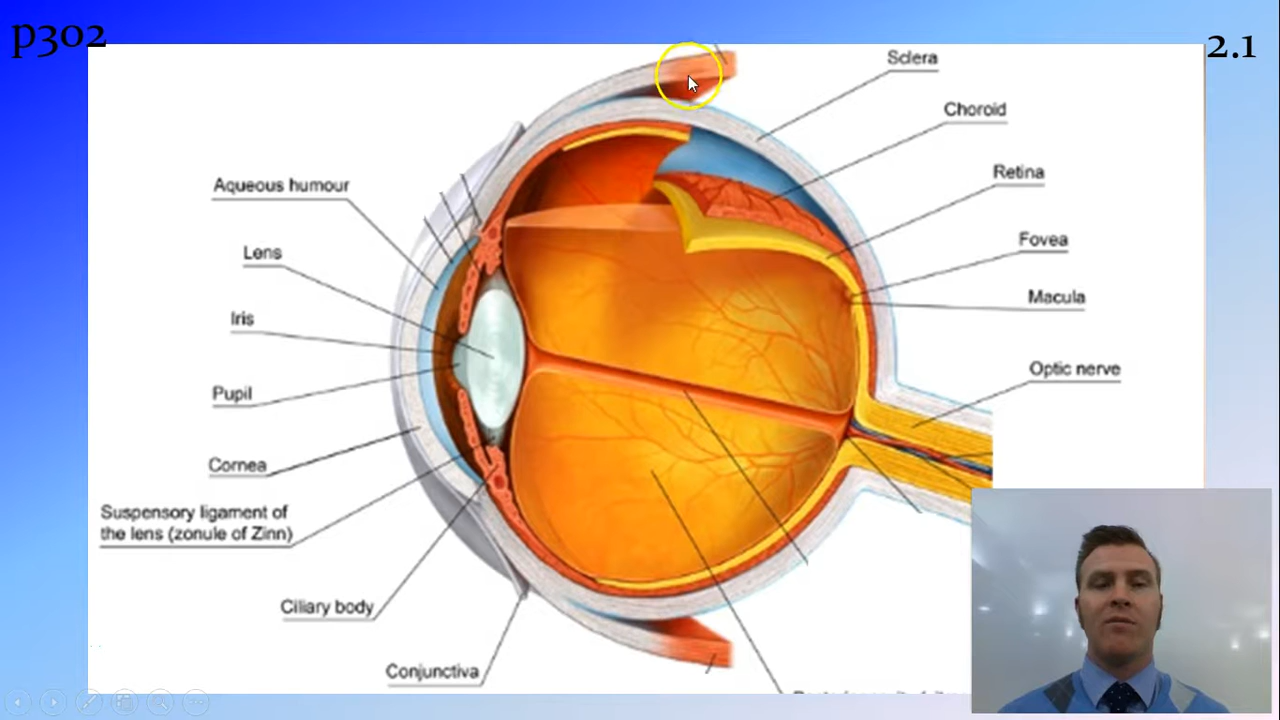 p302
2.1
Sclera
Choroid
Retina
Fovea
Macula
Optic nerve
Aqueous humour
Lens
Iris
Pupil
Cornea
Suspensory ligament of
the lens (zonule of Zinn)
Ciliary body
Conjunctiva